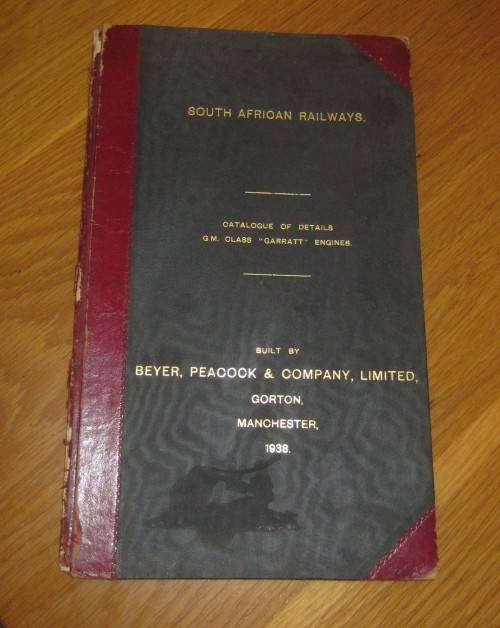 SOUTH AFRICAN RAILWAYS.
CATALOGUE OF DETAILS
G.M. CLASS "GARRATT" ENGINES.
BUILT BY
BEYER, PEACOCK & COMPANY, LIMITED,
GORTON,
MANCHESTER,
1938.